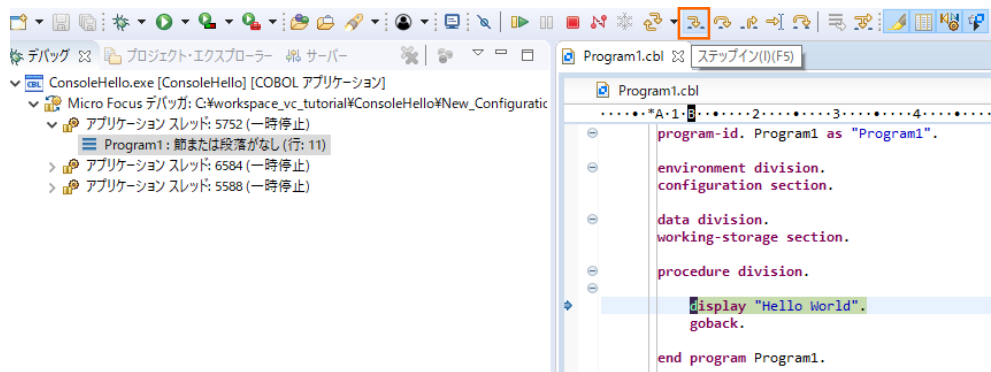 デバッグ プロジェクト・エクスプローラー サーバー
ConsoleHello.exe [ConsoleHello] [COBOL アプリケーション]
Micro Focus デバッガ: C:¥workspace_vc_tutorial¥ConsoleHello¥New_Configuratic
アプリケーション スレッド: 5752 (一時停止)
Program1 : 節または段落がなし (行: 11)
アプリケーション スレッド: 6584 (一時停止)
アプリケーション スレッド: 5588 (一時停止)
Program1.cbl
ステップイン(I)(F5)
Program1.cbl
*A·1·B··•····2····•····3····•····4····•····
program-id. Program1 as "Program1".
environment division.
configuration section.
data division.
working-storage section.
procedure division.
display "Hello World".
goback.
end program Program1.